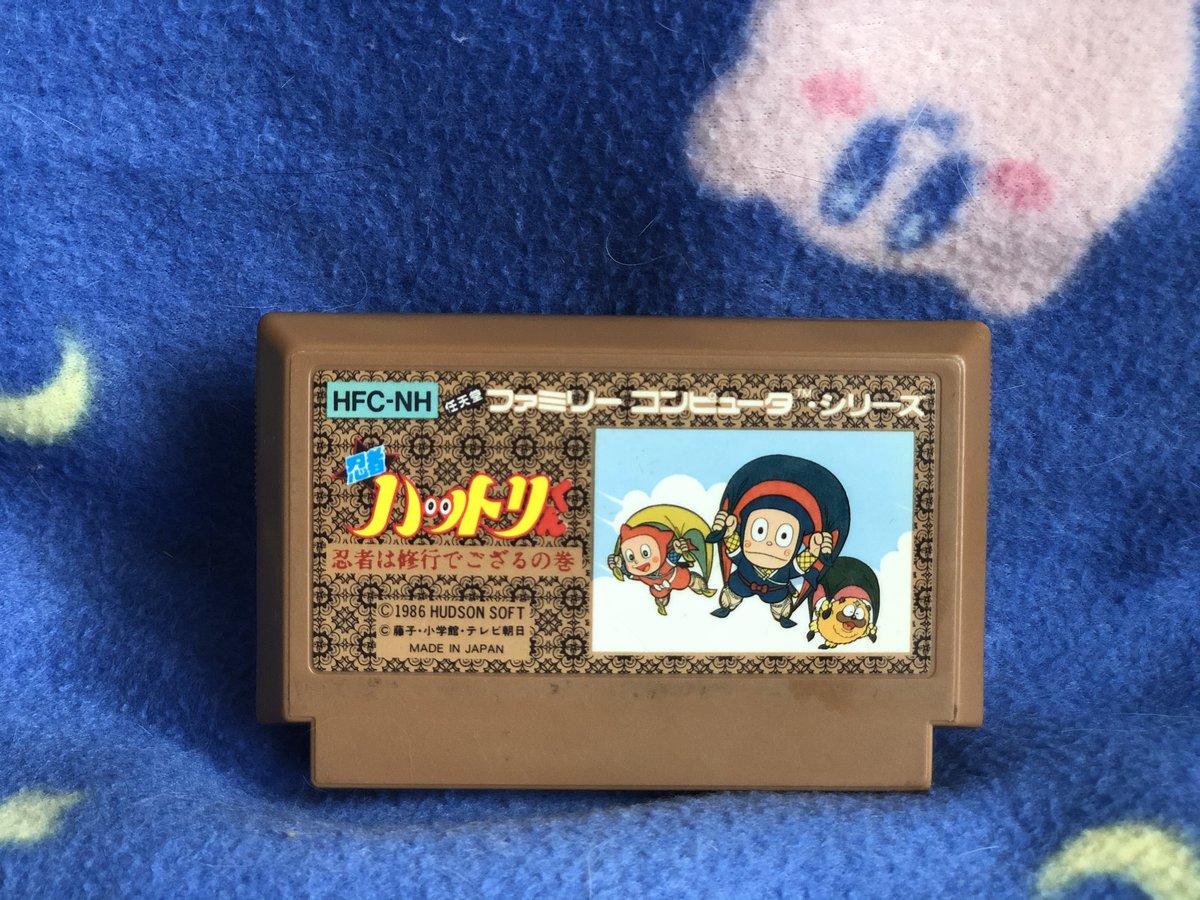 HFC-NH 任天堂 ファミリーコンピュータ™シリーズ
忍者
ハットリくん
忍者は修行でござるの巻
©1986 HUDSON SOFT
©藤子・小学館・テレビ朝日
MADE IN JAPAN